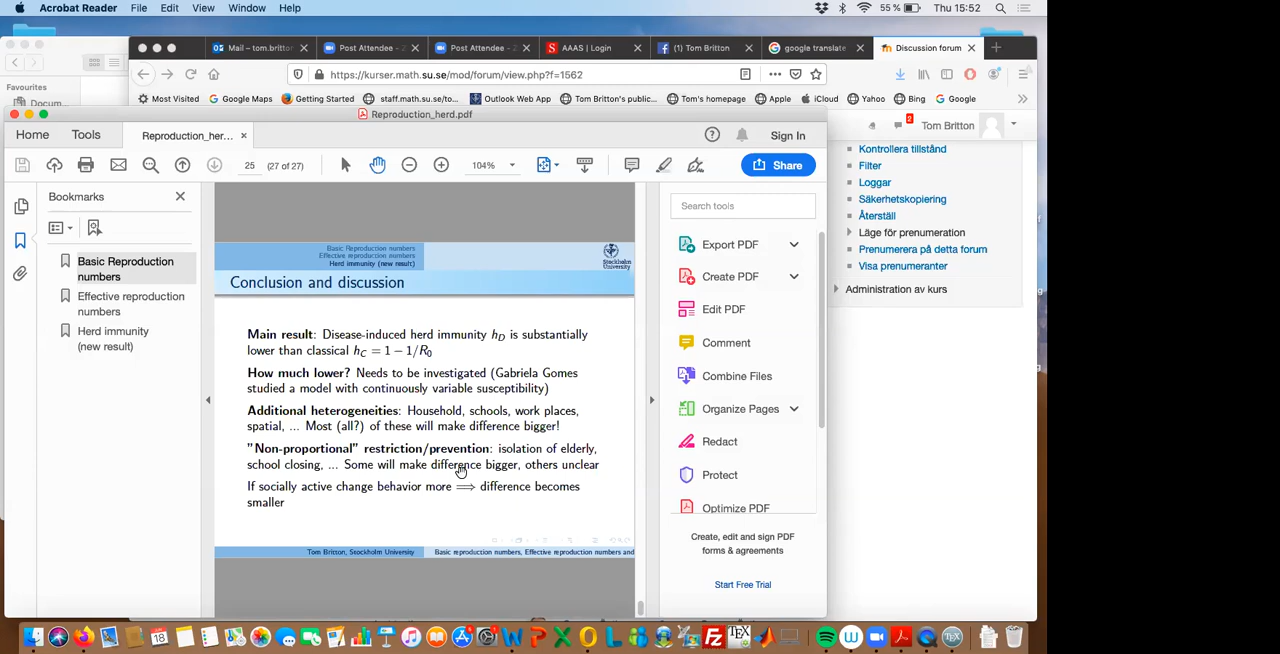 Acrobat Reader File Edit View Window Help
55 % Thu 15:52
Mail – tom.britton
Post Attendee - Z
Post Attendee - Z
AAAS | Login
(1) Tom Britton
google translate
Discussion forum
https://kurser.math.su.se/mod/forum/view.php?f=1562
Favourites
Most Visited Google Maps Getting Started staff.math.su.se/to... Outlook Web App Tom Britton's public... Tom's homepage Apple iCloud Yahoo Bing Google
Docum...
Reproduction_herd.pdf
2 Tom Britton
Home Tools Reproduction_her... × Sign In
25 (27 of 27) 104% Share
Bookmarks
Basic Reproduction
numbers
Effective reproduction
numbers
Herd immunity
(new result)
Basic Reproduction numbers
Effective reproduction numbers
Herd immunity (new result)
Stockholm
University
Conclusion and discussion
Main result: Disease-induced herd immunity hD is substantially
lower than classical hC = 1 − 1/R0
How much lower? Needs to be investigated (Gabriela Gomes
studied a model with continuously variable susceptibility)
Additional heterogeneities: Household, schools, work places,
spatial, ... Most (all?) of these will make difference bigger!
"Non-proportional" restriction/prevention: isolation of elderly,
school closing, ... Some will make difference bigger, others unclear
If socially active change behavior more ⟹ difference becomes
smaller
Tom Britton, Stockholm University Basic reproduction numbers, Effective reproduction numbers and
Search tools
Export PDF
Create PDF
Edit PDF
Comment
Combine Files
Organize Pages
Redact
Protect
Optimize PDF
Create, edit and sign PDF
forms & agreements
Start Free Trial
Kontrollera tillstånd
Filter
Loggar
Säkerhetskopiering
Återställ
Läge för prenumeration
Prenumerera på detta forum
Visa prenumeranter
Administration av kurs
18